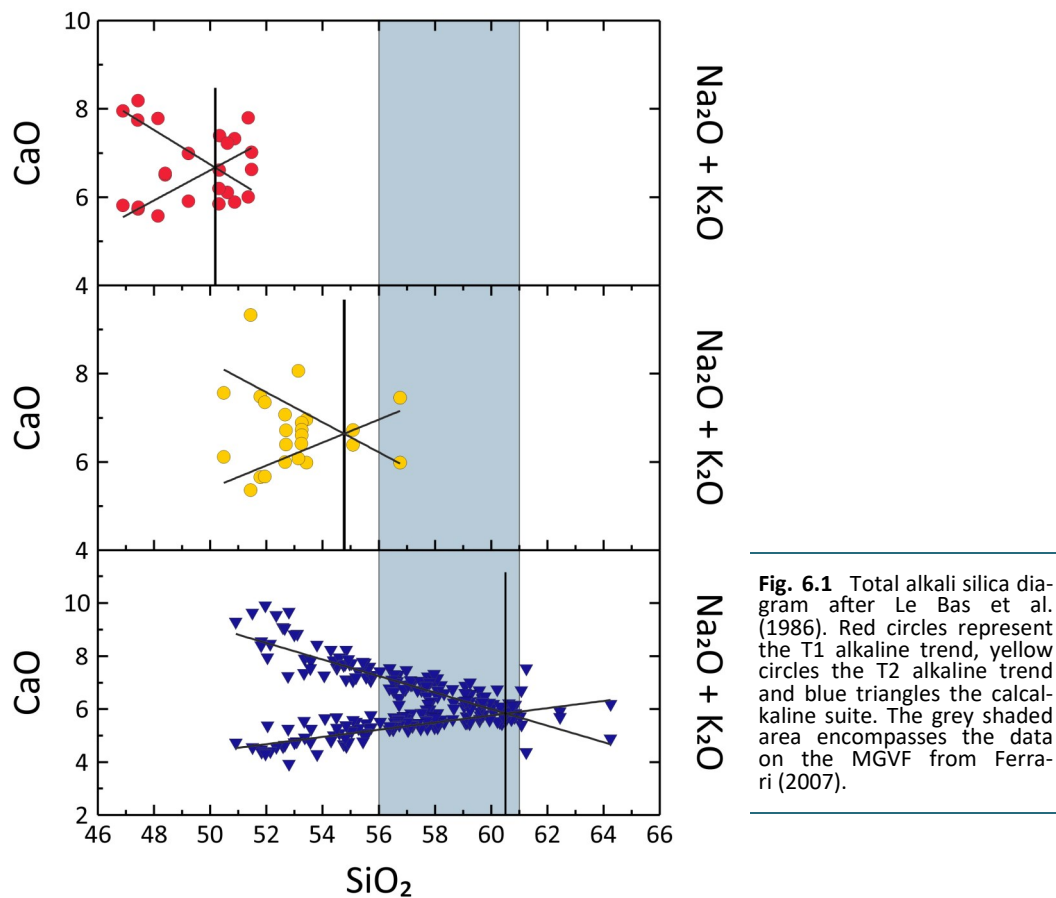 10
8
6
4
CaO
Na₂O + K₂O
8
6
4
CaO
Na₂O + K₂O
10
8
6
4
2
CaO
Na₂O + K₂O
46 48 50 52 54 56 58 60 62 64 66
SiO₂
Fig. 6.1 Total alkali silica dia-
gram after Le Bas et al.
(1986). Red circles represent
the T1 alkaline trend, yellow
circles the T2 alkaline trend
and blue triangles the calcal-
kaline suite. The grey shaded
area encompasses the data
on the MGVF from Ferra-
ri (2007).